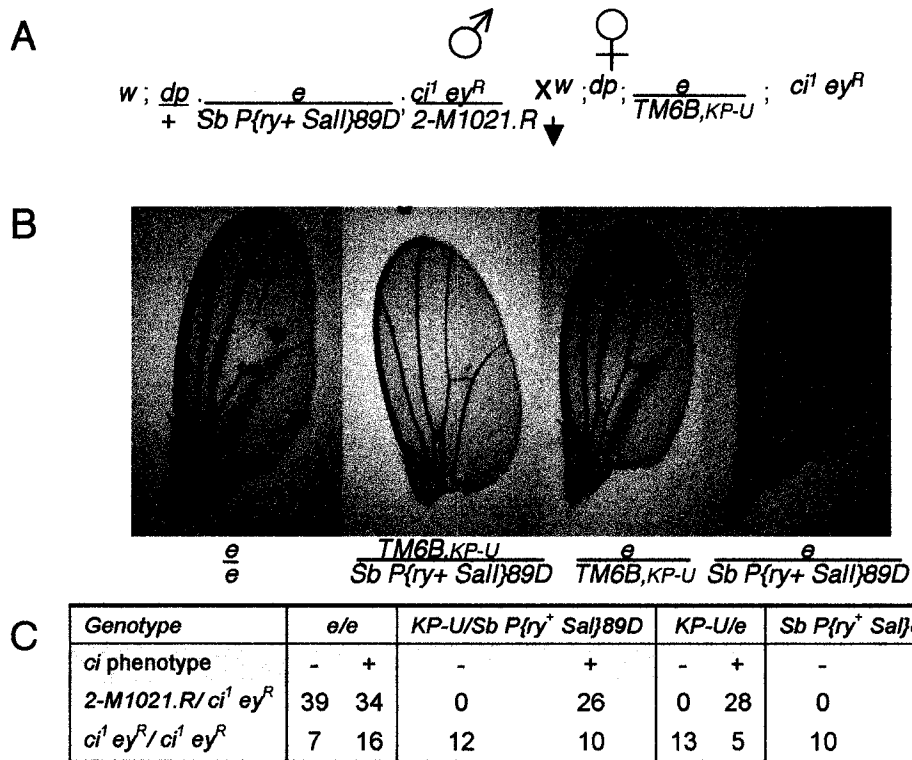 A
♂ ♀
w ; dp/+ ; e/Sb P{ry+ SalI}89D ; ci¹ eyᴿ/2-M1021.R X w ; dp ; e/TM6B,KP-U ; ci¹ eyᴿ
B
e/e TM6B,KP-U/Sb P{ry+ SalI}89D e/TM6B,KP-U e/Sb P{ry+ SalI}89D
C
Genotype e/e KP-U/Sb P{ry⁺ Sal}89D KP-U/e Sb P{ry⁺ Sal}
ci phenotype - + - + - + -
2-M1021.R/ ci¹ eyᴿ 39 34 0 26 0 28 0
ci¹ eyᴿ/ ci¹ eyᴿ 7 16 12 10 13 5 10